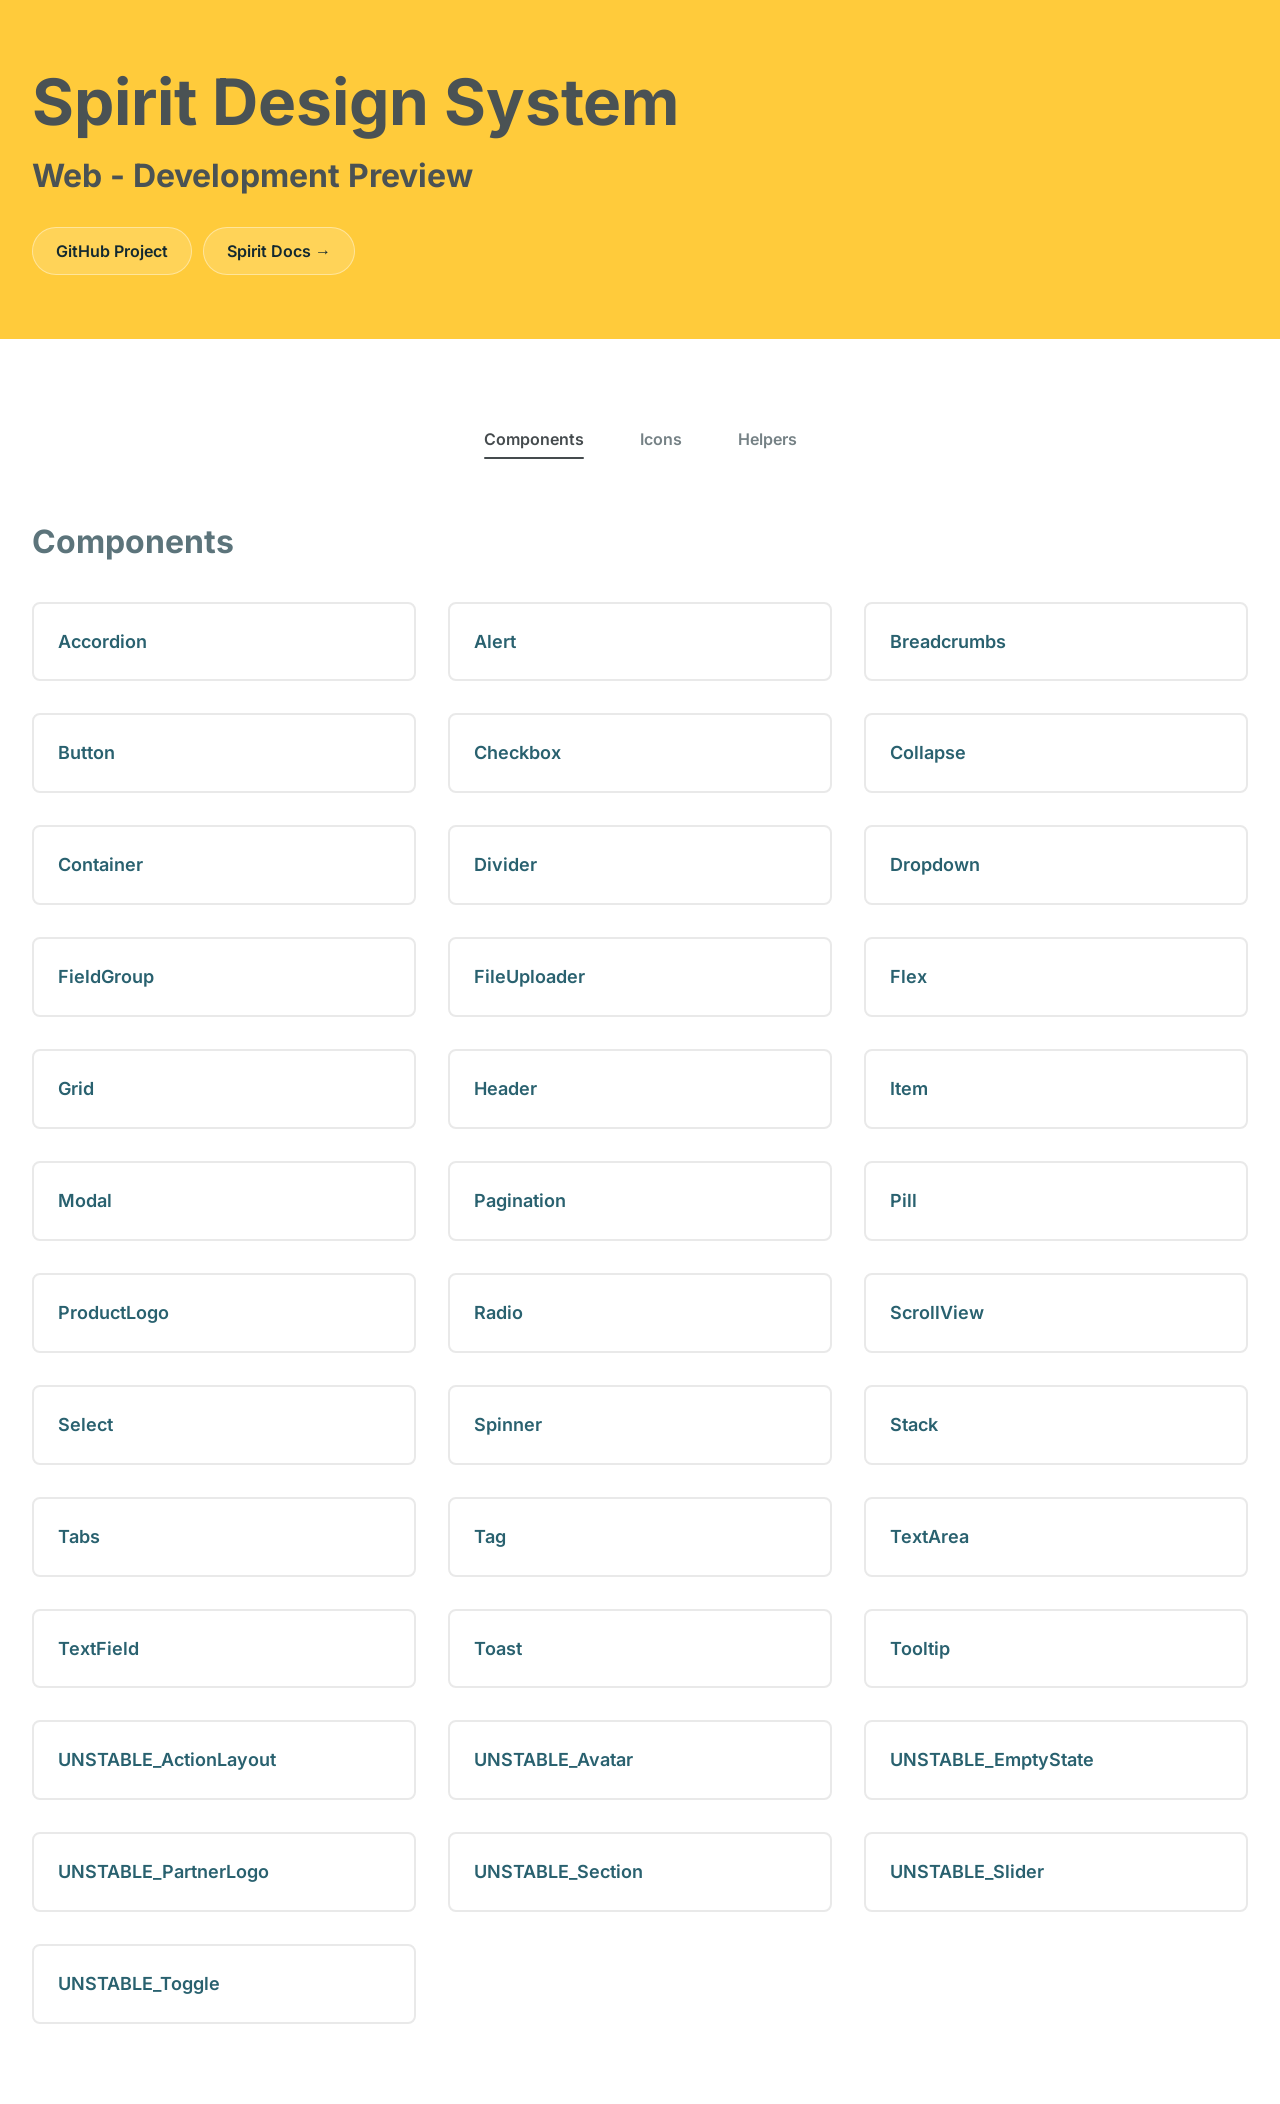 Spirit Design System
Web - Development Preview
GitHub Project Spirit Docs →
Components Icons Helpers
Components
Accordion Alert Breadcrumbs
Button Checkbox Collapse
Container Divider Dropdown
FieldGroup FileUploader Flex
Grid Header Item
Modal Pagination Pill
ProductLogo Radio ScrollView
Select Spinner Stack
Tabs Tag TextArea
TextField Toast Tooltip
UNSTABLE_ActionLayout UNSTABLE_Avatar UNSTABLE_EmptyState
UNSTABLE_PartnerLogo UNSTABLE_Section UNSTABLE_Slider
UNSTABLE_Toggle